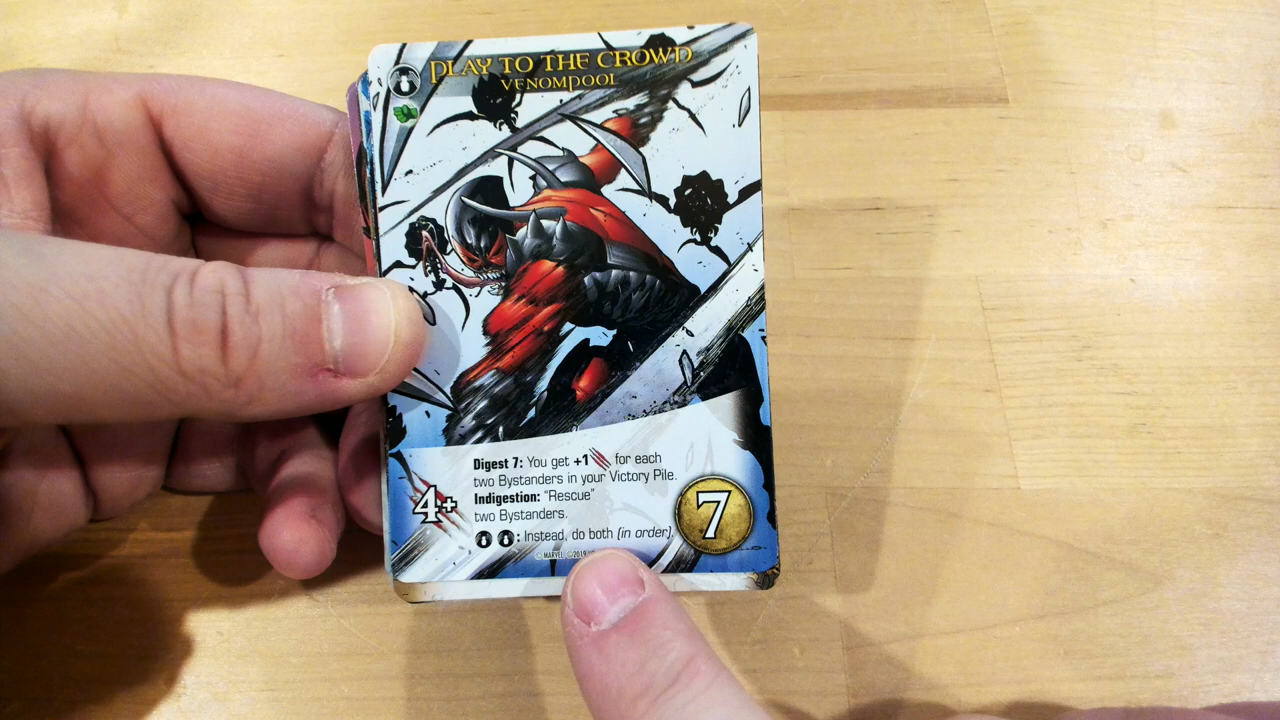 PLAY TO THE CROWD
VENOMPOOL
Digest 7: You get +1 for each
two Bystanders in your Victory Pile.
Indigestion: "Rescue"
two Bystanders.
: Instead, do both (in order).
4+
7
© MARVEL ©2019